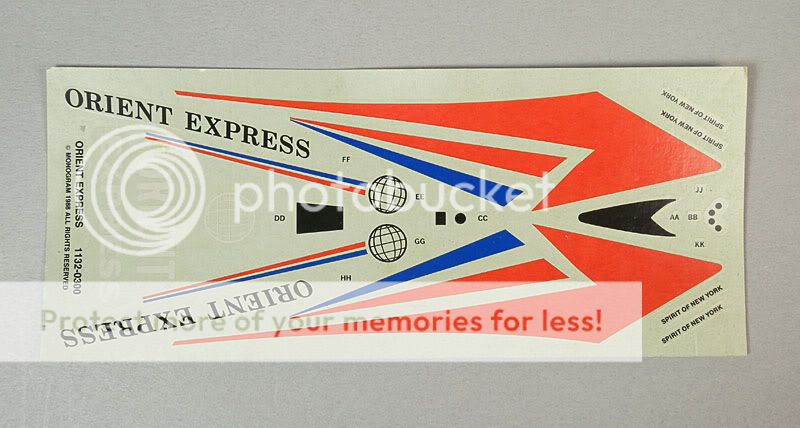 ORIENT EXPRESS
ORIENT EXPRESS 1132-0300
© MONOGRAM 1988 ALL RIGHTS RESERVED
SPIRIT OF NEW YORK
SPIRIT OF NEW YORK
FF
EE
DD
CC
GG
HH
JJ
AA BB
KK
photobucket
ORIENT EXPRESS
SPIRIT OF NEW YORK
SPIRIT OF NEW YORK
Protect more of your memories for less!